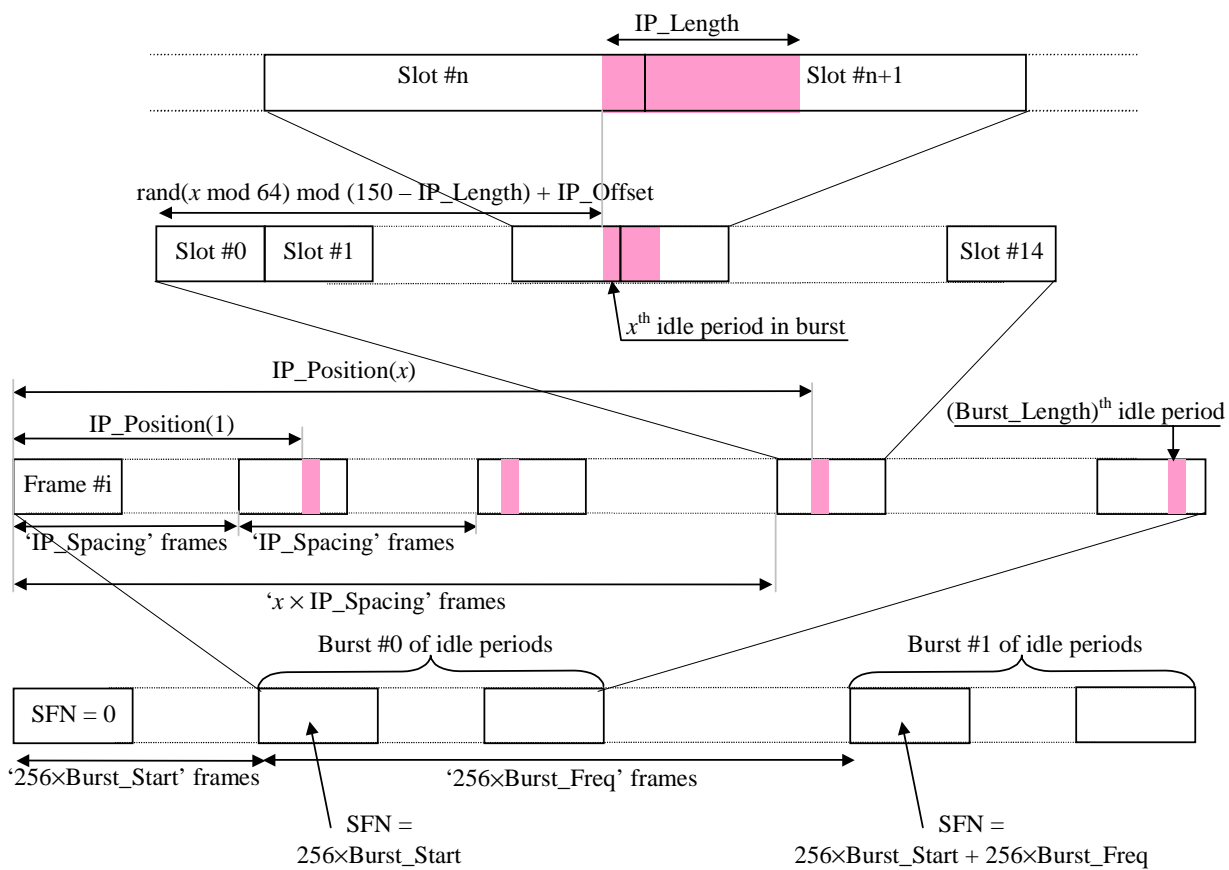 IP_Length
Slot #n Slot #n+1
rand(x mod 64) mod (150 – IP_Length) + IP_Offset
Slot #0 Slot #1 Slot #14
xth idle period in burst
IP_Position(x)
IP_Position(1) (Burst_Length)th idle period
Frame #i
‘IP_Spacing’ frames ‘IP_Spacing’ frames
‘x × IP_Spacing’ frames
Burst #0 of idle periods Burst #1 of idle periods
SFN = 0
‘256×Burst_Start’ frames ‘256×Burst_Freq’ frames
SFN = SFN =
256×Burst_Start 256×Burst_Start + 256×Burst_Freq